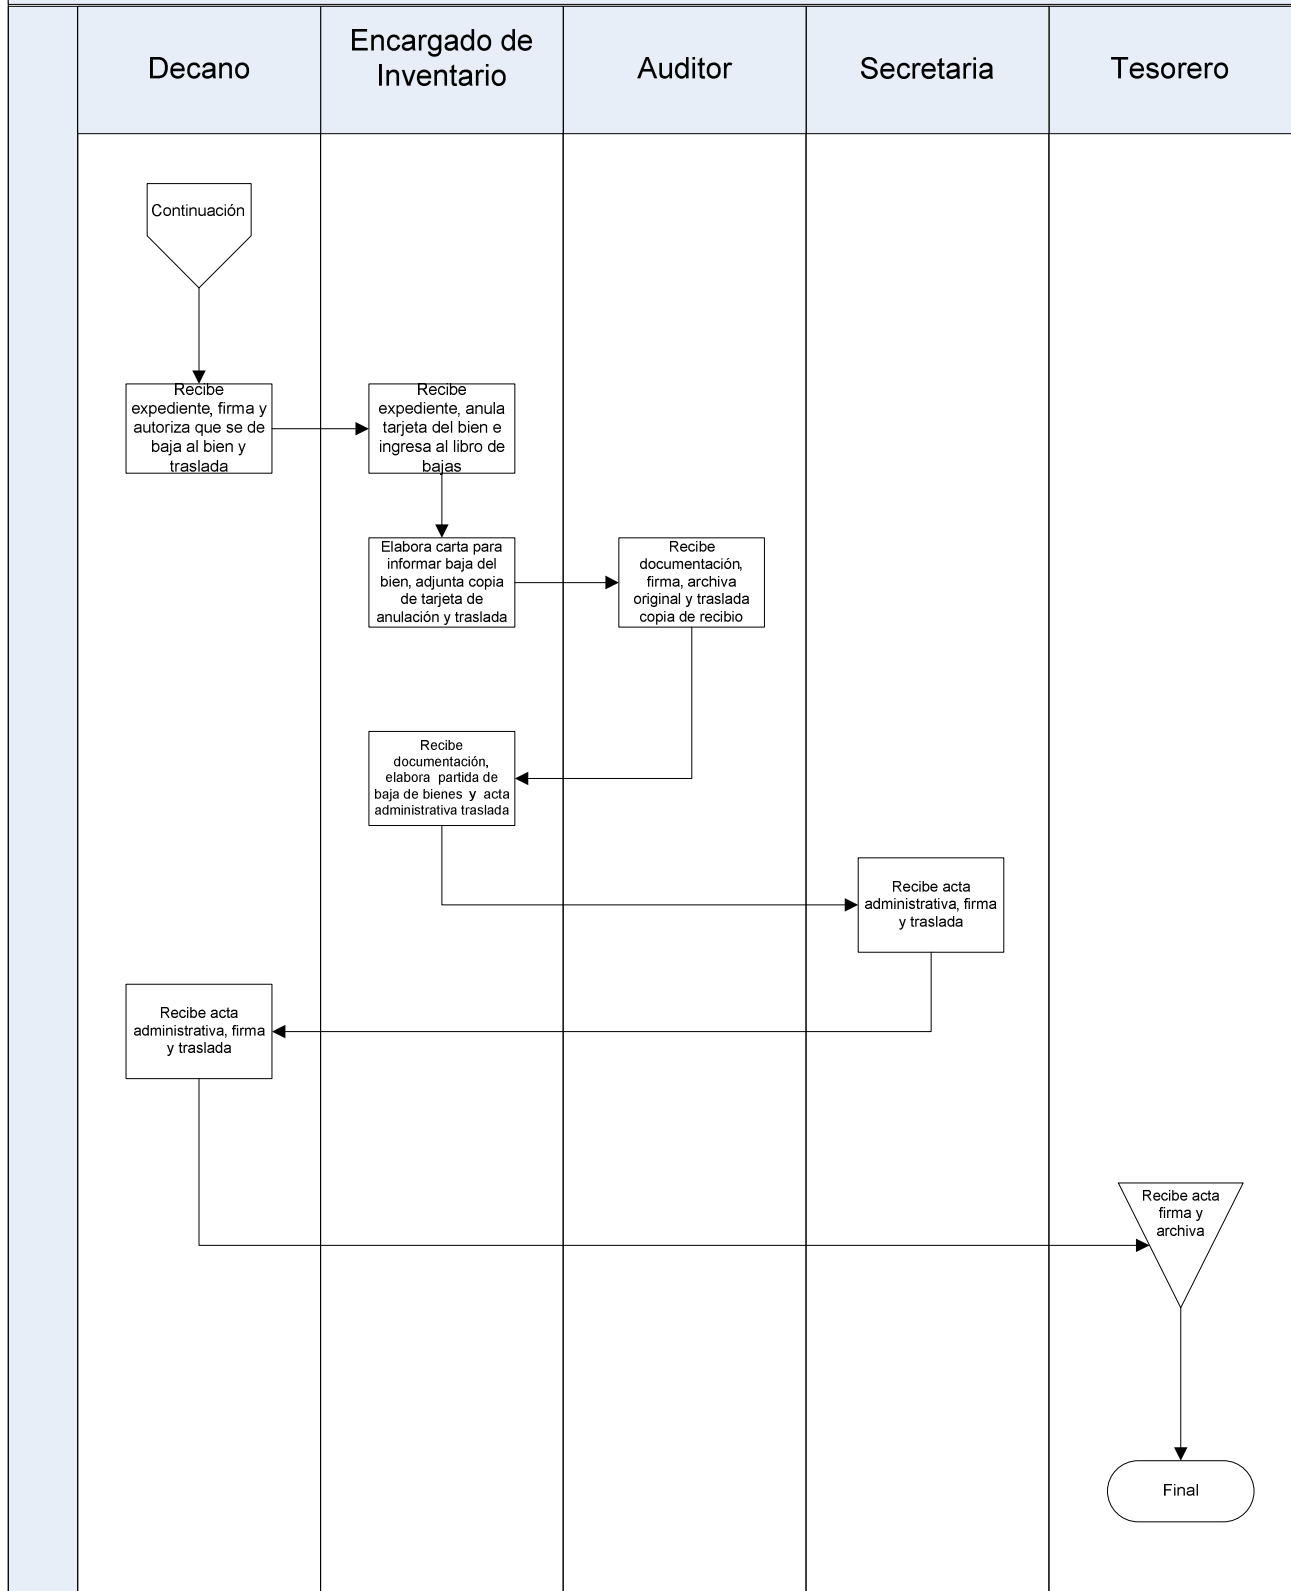 Decano
Encargado de
Inventario
Auditor
Secretaria
Tesorero
Continuación
Recibe
expediente, firma y
autoriza que se de
baja al bien y
traslada
Recibe
expediente, anula
tarjeta del bien e
ingresa al libro de
bajas
Elabora carta para
informar baja del
bien, adjunta copia
de tarjeta de
anulación y traslada
Recibe
documentación,
firma, archiva
original y traslada
copia de recibio
Recibe
documentación,
elabora partida de
baja de bienes y acta
administrativa traslada
Recibe acta
administrativa, firma
y traslada
Recibe acta
administrativa, firma
y traslada
Recibe acta
firma y
archiva
Final